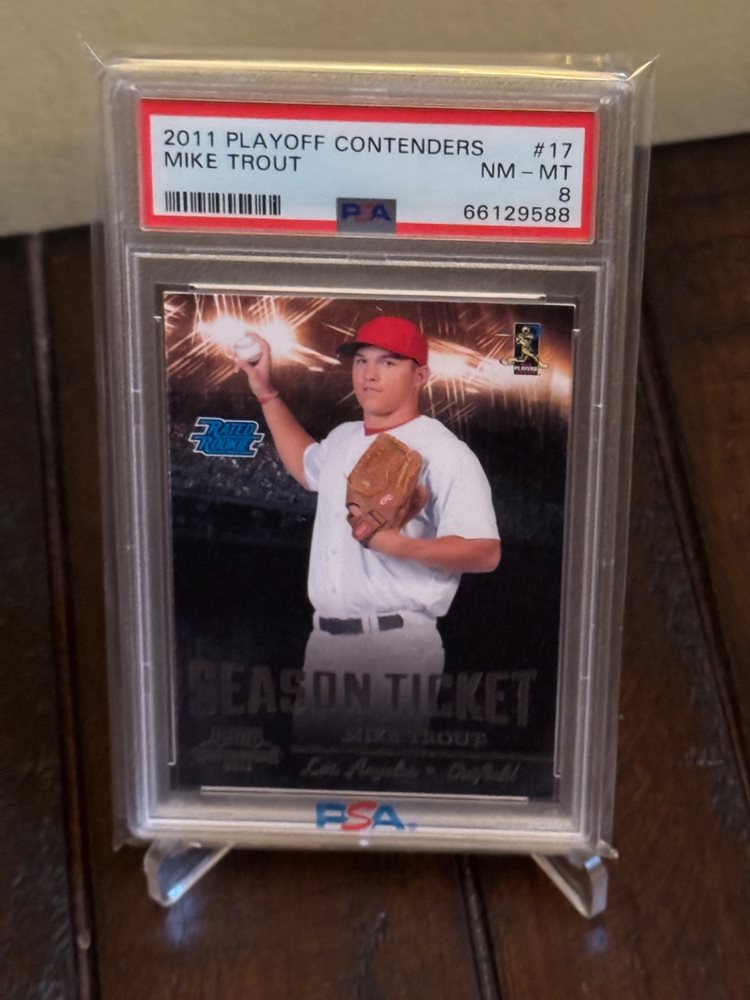 2011 PLAYOFF CONTENDERS #17
MIKE TROUT NM - MT
8
PSA 66129588
PLAYERS
RATED
ROOKIE
SEASON TICKET
MIKE TROUT
Los Angeles • Outfield
PSA